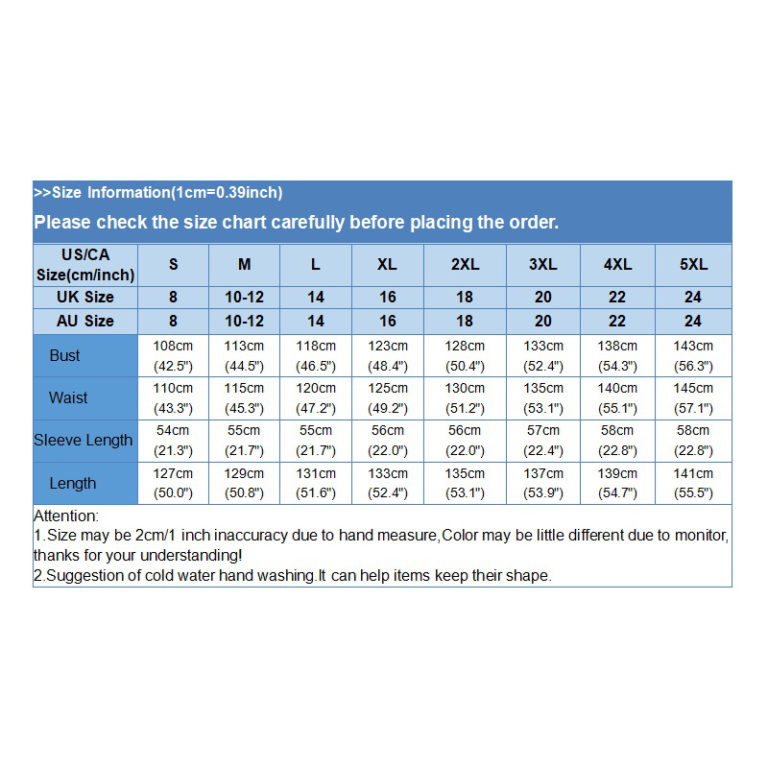 >>Size Information(1cm=0.39inch)
Please check the size chart carefully before placing the order.
US/CA Size(cm/inch) S M L XL 2XL 3XL 4XL 5XL
UK Size 8 10-12 14 16 18 20 22 24
AU Size 8 10-12 14 16 18 20 22 24
Bust 108cm (42.5") 113cm (44.5") 118cm (46.5") 123cm (48.4") 128cm (50.4") 133cm (52.4") 138cm (54.3") 143cm (56.3")
Waist 110cm (43.3") 115cm (45.3") 120cm (47.2") 125cm (49.2") 130cm (51.2") 135cm (53.1") 140cm (55.1") 145cm (57.1")
Sleeve Length 54cm (21.3") 55cm (21.7") 55cm (21.7") 56cm (22.0") 56cm (22.0") 57cm (22.4") 58cm (22.8") 58cm (22.8")
Length 127cm (50.0") 129cm (50.8") 131cm (51.6") 133cm (52.4") 135cm (53.1") 137cm (53.9") 139cm (54.7") 141cm (55.5")
Attention:
1.Size may be 2cm/1 inch inaccuracy due to hand measure,Color may be little different due to monitor,
thanks for your understanding!
2.Suggestion of cold water hand washing.It can help items keep their shape.